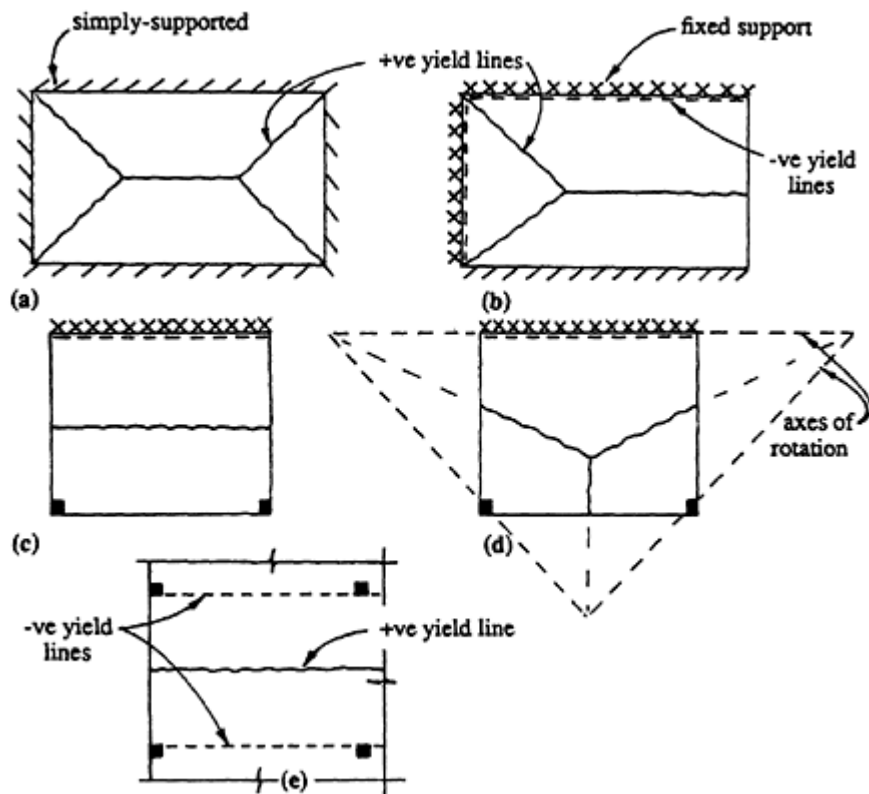 simply-supported
+ve yield lines
fixed support
-ve yield
lines
(a)
(b)
axes of
rotation
(c)
(d)
-ve yield
lines
+ve yield line
(e)